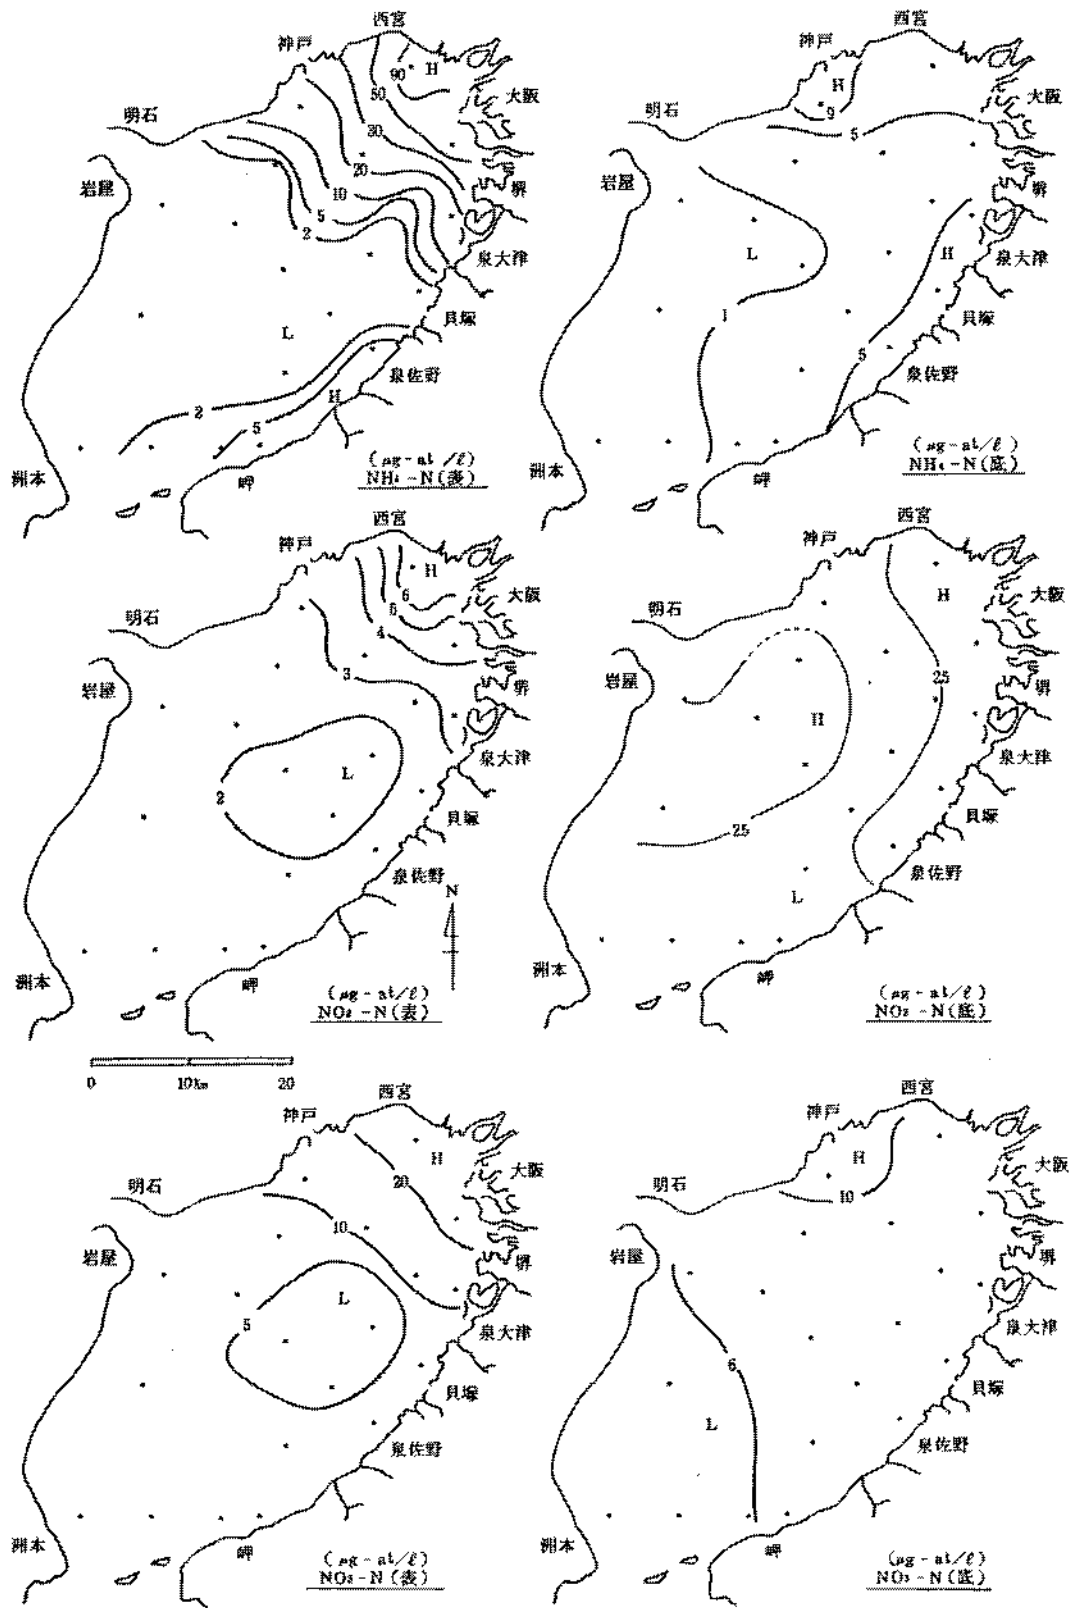 西宮
神戸
H
90
50
大阪
明石
30
20
岩屋
10
堺
5
2
泉大津
貝塚
L
泉佐野
2
H
5
(μg-at/ℓ)
洲本
岬
NH₄-N(表)
西宮
神戸
H
9
大阪
明石
5
岩屋
堺
L
H
泉大津
1
貝塚
5
泉佐野
(μg-at/ℓ)
洲本
岬
NH₄-N(底)
西宮
神戸
H
6
大阪
明石
5
4
3
岩屋
堺
L
泉大津
2
貝塚
泉佐野
N
洲本
岬
(μg-at/ℓ)
NO₂-N(表)
0 10Km 20
西宮
神戸
H
大阪
明石
岩屋
25
堺
H
泉大津
25
貝塚
泉佐野
L
洲本
岬
(μg-at/ℓ)
NO₂-N(底)
西宮
神戸
H
大阪
明石
20
10
岩屋
堺
L
5
泉大津
貝塚
泉佐野
洲本
岬
(μg-at/ℓ)
NO₃-N(表)
西宮
神戸
H
大阪
明石
10
岩屋
堺
泉大津
6
貝塚
L
泉佐野
洲本
岬
(μg-at/ℓ)
NO₃-N(底)